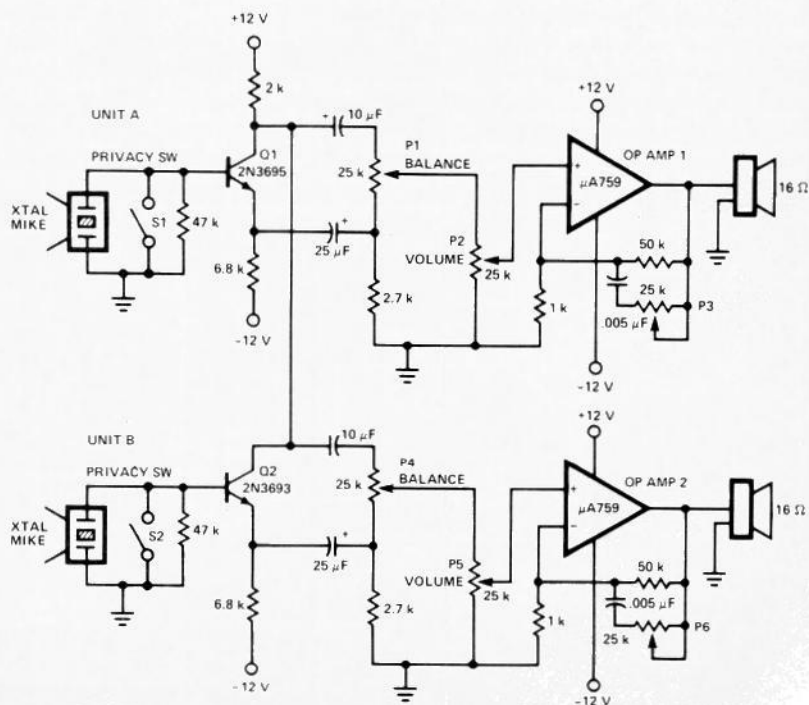 +12 V
2 k
UNIT A
+ 10 µF
+12 V
PRIVACY SW
Q1
2N3695
P1
BALANCE
OP AMP 1
XTAL
MIKE
S1
47 k
25 k
+
µA759
−
16 Ω
+
25 µF
P2
VOLUME
25 k
50 k
6.8 k
2.7 k
1 k
25 k
.005 µF
P3
-12 V
-12 V
+12 V
UNIT B
10 µF
PRIVACY SW
Q2
2N3693
P4
BALANCE
OP AMP 2
XTAL
MIKE
S2
47 k
25 k
+
µA759
−
16 Ω
+
25 µF
P5
VOLUME
25 k
50 k
6.8 k
2.7 k
1 k
.005 µF
25 k
P6
-12 V
-12 V